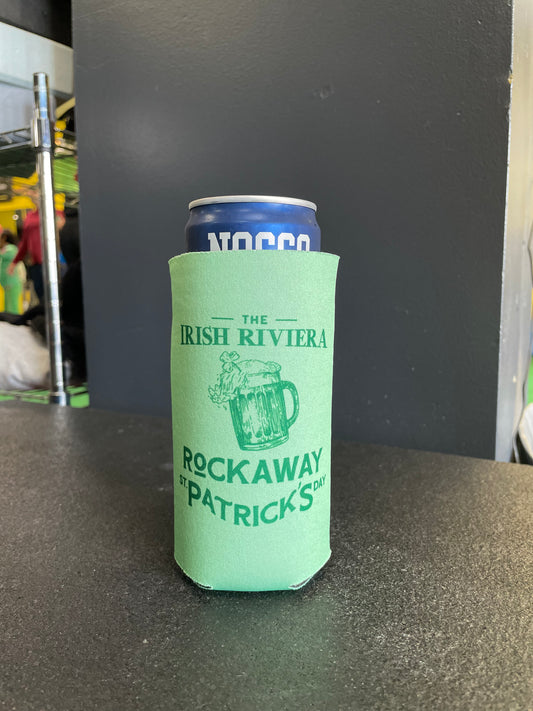 NOCCO
THE
IRISH RIVIERA
ROCKAWAY
ST. PATRICK'S DAY